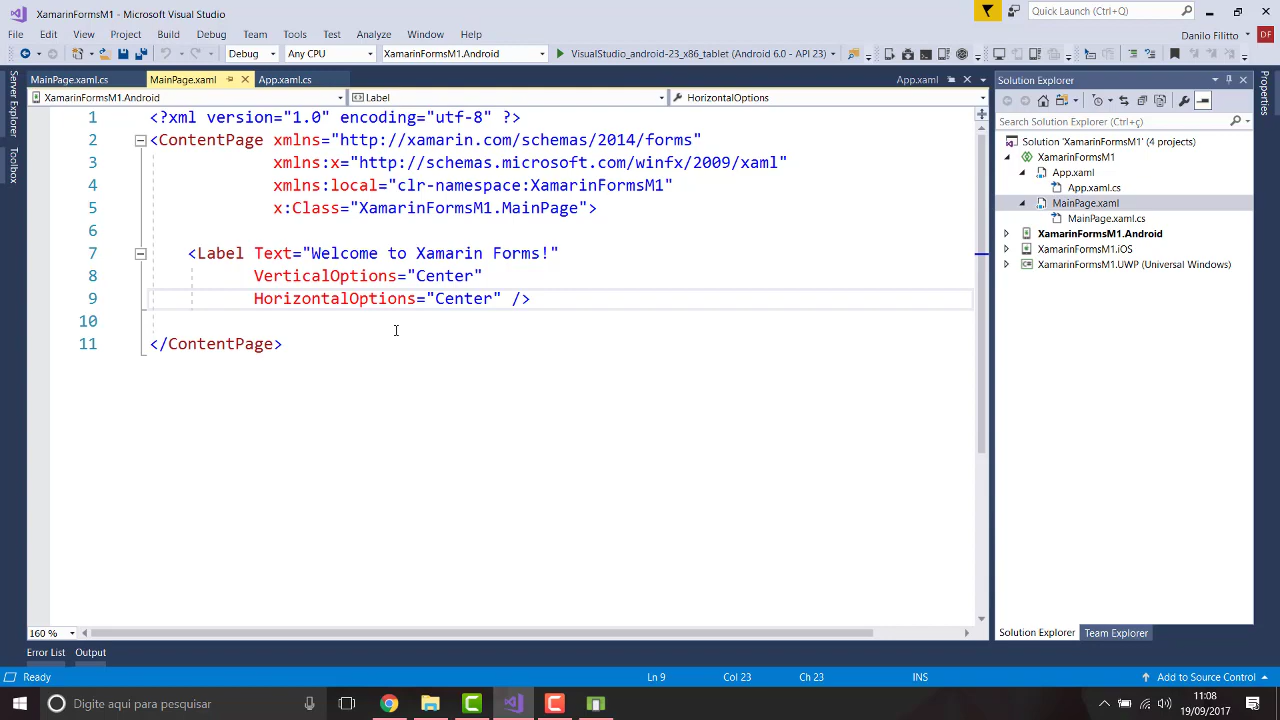 XamarinFormsM1 - Microsoft Visual Studio
Quick Launch (Ctrl+Q)
File Edit View Project Build Debug Team Tools Test Analyze Window Help
Danilo Filitto DF
Debug Any CPU XamarinFormsM1.Android VisualStudio_android-23_x86_tablet (Android 6.0 - API 23)
Server Explorer
Toolbox
MainPage.xaml.cs MainPage.xaml App.xaml.cs App.xaml
XamarinFormsM1.Android Label HorizontalOptions
1 <?xml version="1.0" encoding="utf-8" ?>
2 <ContentPage xmlns="http://xamarin.com/schemas/2014/forms"
3 xmlns:x="http://schemas.microsoft.com/winfx/2009/xaml"
4 xmlns:local="clr-namespace:XamarinFormsM1"
5 x:Class="XamarinFormsM1.MainPage">
6
7 <Label Text="Welcome to Xamarin Forms!"
8 VerticalOptions="Center"
9 HorizontalOptions="Center" />
10
11 </ContentPage>
160 %
Solution Explorer
Search Solution Explorer (Ctrl+ç)
Solution 'XamarinFormsM1' (4 projects)
XamarinFormsM1
App.xaml
App.xaml.cs
MainPage.xaml
MainPage.xaml.cs
XamarinFormsM1.Android
XamarinFormsM1.iOS
XamarinFormsM1.UWP (Universal Windows)
Solution Explorer Team Explorer
Properties
Error List Output
Ready Ln 9 Col 23 Ch 23 INS Add to Source Control
Digite aqui para pesquisar
11:08
19/09/2017